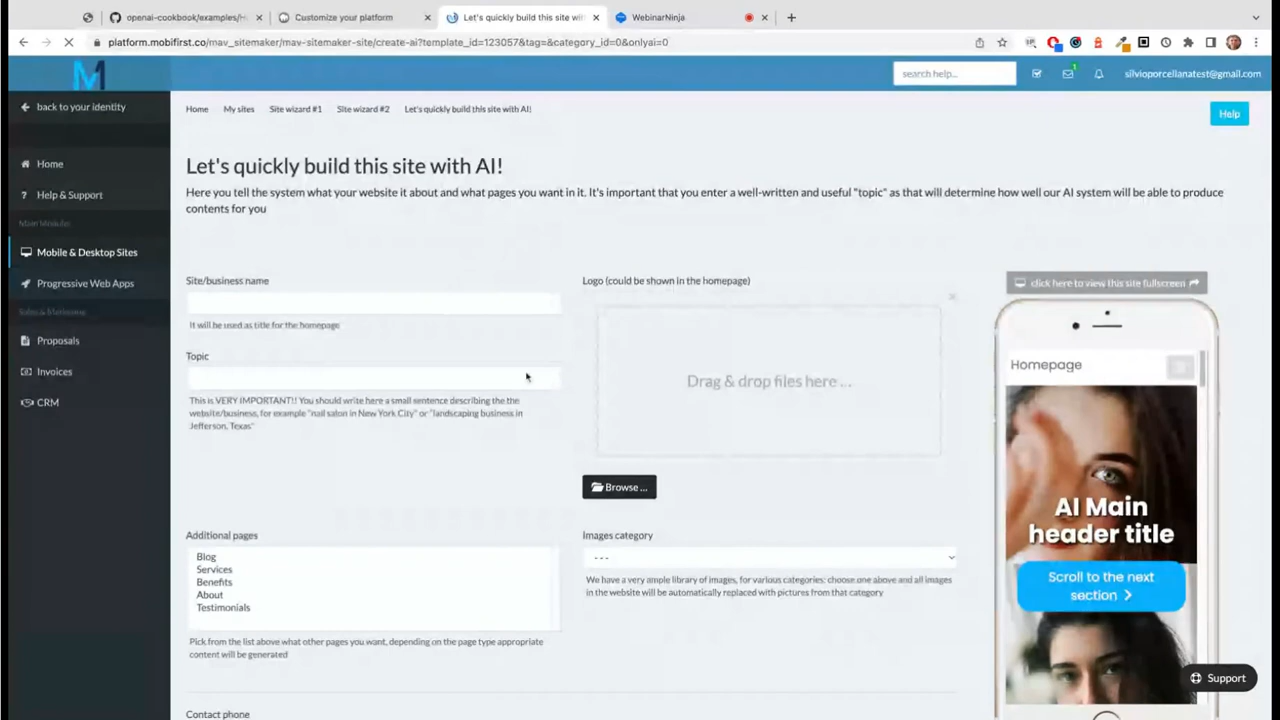 openai-cookbook/examples/H
Customize your platform
Let's quickly build this site wit
WebinarNinja
platform.mobifirst.co/mav_sitemaker/mav-sitemaker-site/create-ai?template_id=123057&tag=&category_id=0&onlyai=0
M
search help...
1
silvioporcellanatest@gmail.com
back to your identity
Home
My sites
Site wizard #1
Site wizard #2
Let's quickly build this site with AI!
Help
Home
Help & Support
Main Modules
Mobile & Desktop Sites
Progressive Web Apps
Proposals
Invoices
CRM
Let's quickly build this site with AI!
Here you tell the system what your website it about and what pages you want in it. It's important that you enter a well-written and useful "topic" as that will determine how well our AI system will be able to produce
contents for you
Site/business name
It will be used as title for the homepage
Topic
This is VERY IMPORTANT!! You should write here a small sentence describing the the
website/business, for example "nail salon in New York City" or "landscaping business in
Jefferson, Texas"
Logo (could be shown in the homepage)
Drag & drop files here ...
Browse ...
Additional pages
Blog
Services
Benefits
About
Testimonials
Pick from the list above what other pages you want, depending on the page type appropriate
content will be generated
Images category
---
We have a very ample library of images, for various categories: choose one above and all images
in the website will be automatically replaced with pictures from that category
Contact phone
click here to view this site fullscreen
Homepage
AI Main
header title
Scroll to the next
section
Support